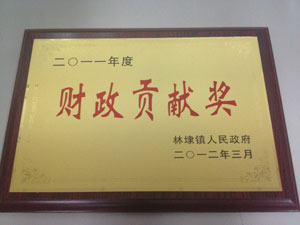 二〇一一年度
财政贡献奖
林埭镇人民政府
二〇一二年三月